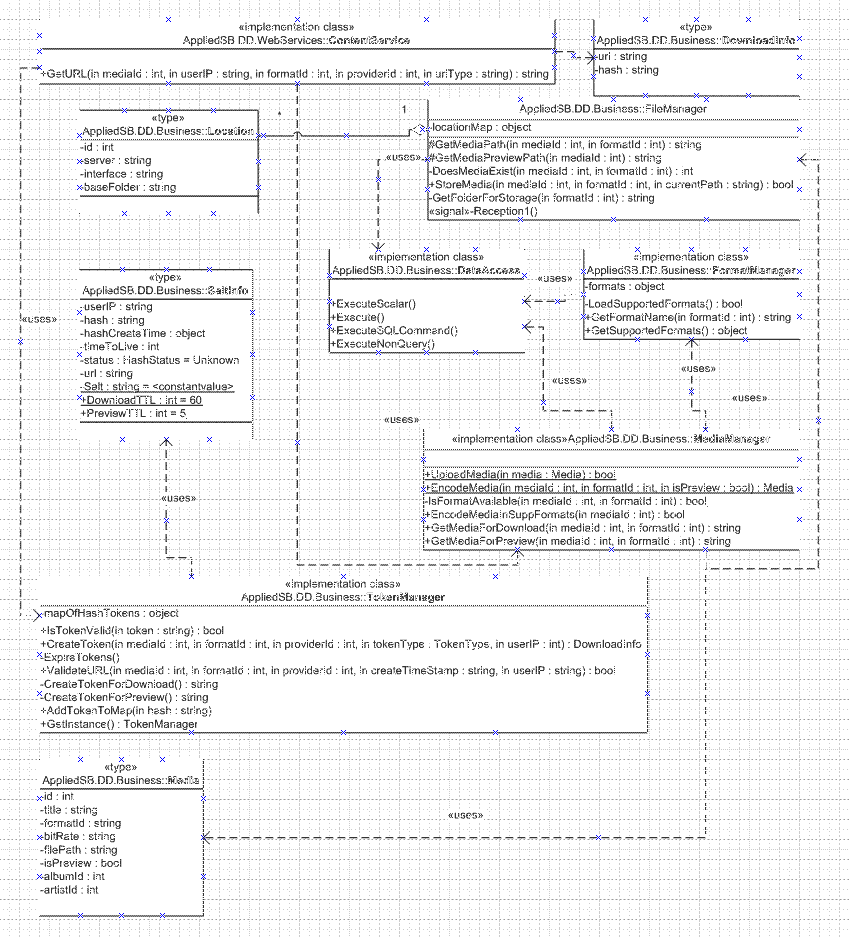 «implementation class»
AppliedSB.DD.WebServices::ContentService
+GetURL(in mediaId : int, in userIP : string, in formatId : int, in providerid : int, in urlType : string) : string
«type»
AppliedSB.DD.Business::DownloadInfo
-url : string
-hash : string
«type»
AppliedSB.DD.Business::Location
-id : int
-server : string
-interface : string
-baseFolder : string
*
1
AppliedSB.DD.Business::FileManager
-locationMap : object
#GetMediaPath(in mediaId : int, in formatId : int) : string
#GetMediaPreviewPath(in mediaId : int) : string
-DoesMediaExist(in mediaId : int, in formatId : int) : int
+StoreMedia(in mediaId : int, in formatId : int, in currentPath : string) : bool
-GetFolderForStorage(in formatId : int) : string
«signal»-Reception1()
«uses»
«implementation class»
AppliedSB.DD.Business::DataAccess
+ExecuteScalar()
+Execute()
+ExecuteSQLCommand()
+ExecuteNonQuery()
«uses»
«implementation class»
AppliedSB.DD.Business::FormatManager
-formats : object
-LoadSupportedFormats() : bool
+GetFormatName(in formatId : int) : string
+GetSupportedFormats() : object
«type»
AppliedSB.DD.Business::SaltInfo
-userIP : string
-hash : string
-hashCreateTime : object
-timeToLive : int
-status : HashStatus = Unknown
-url : string
-Salt : string = <constantvalue>
+DownloadTTL : int = 60
+PreviewTTL : int = 5
«uses»
«uses»
«uses»
«uses»
«uses»
«implementation class»AppliedSB.DD.Business::MediaManager
+UploadMedia(in media : Media) : bool
+EncodeMedia(in mediaId : int, in formatId : int, in isPreview : bool) : Media
-IsFormatAvailable(in mediaId : int, in formatId : int) : bool
+EncodeMediaInSuppFormats(in mediaId : int) : bool
+GetMediaForDownload(in mediaId : int, in formatId : int) : string
+GetMediaForPreview(in mediaId : int, in formatId : int) : string
«uses»
«implementation class»
AppliedSB.DD.Business::TokenManager
-mapOfHashTokens : object
+IsTokenValid(in token : string) : bool
+CreateToken(in mediaId : int, in formatId : int, in providerId : int, in tokenType : TokenType, in userIP : int) : DownloadInfo
-ExpireTokens()
+ValidateURL(in mediaId : int, in formatId : int, in providerId : int, in createTimeStamp : string, in userIP : string) : bool
-CreateTokenForDownload() : string
-CreateTokenForPreview() : string
+AddTokenToMap(in hash : string)
+GetInstance() : TokenManager
«type»
AppliedSB.DD.Business::Media
-id : int
-title : string
-formatId : string
-bitRate : string
-filePath : string
-isPreview : bool
-albumId : int
-artistId : int
«uses»